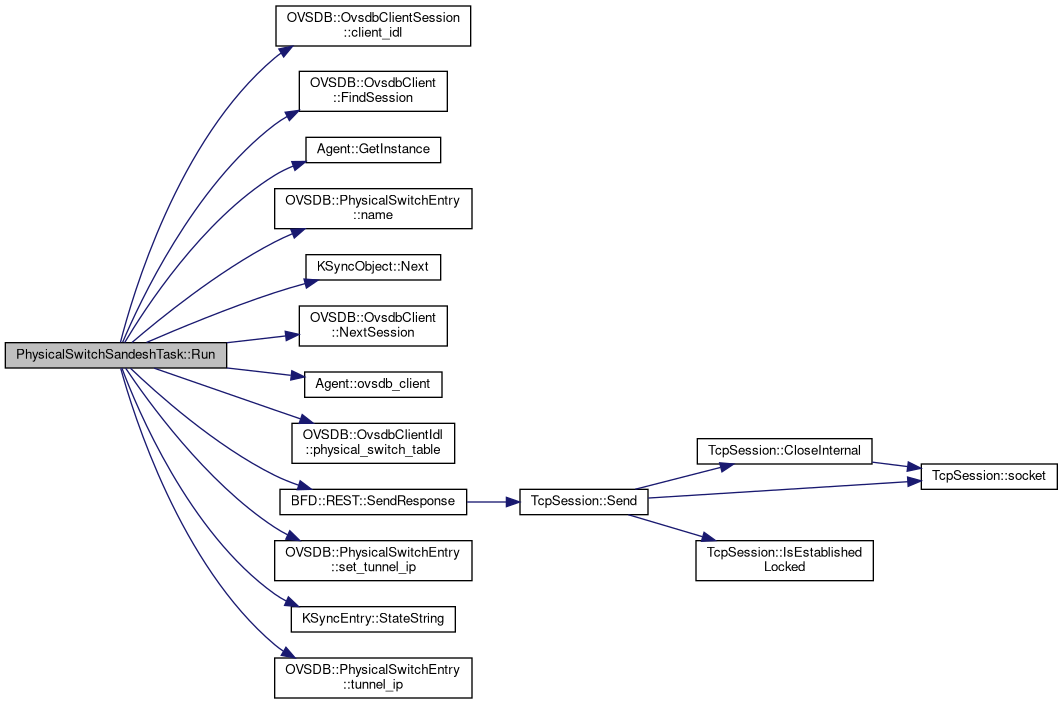 OVSDB::OvsdbClientSession
::client_idl
OVSDB::OvsdbClient
::FindSession
Agent::GetInstance
OVSDB::PhysicalSwitchEntry
::name
KSyncObject::Next
OVSDB::OvsdbClient
::NextSession
PhysicalSwitchSandeshTask::Run
Agent::ovsdb_client
OVSDB::OvsdbClientIdl
::physical_switch_table
BFD::REST::SendResponse
TcpSession::Send
TcpSession::CloseInternal
TcpSession::socket
TcpSession::IsEstablished
Locked
OVSDB::PhysicalSwitchEntry
::set_tunnel_ip
KSyncEntry::StateString
OVSDB::PhysicalSwitchEntry
::tunnel_ip